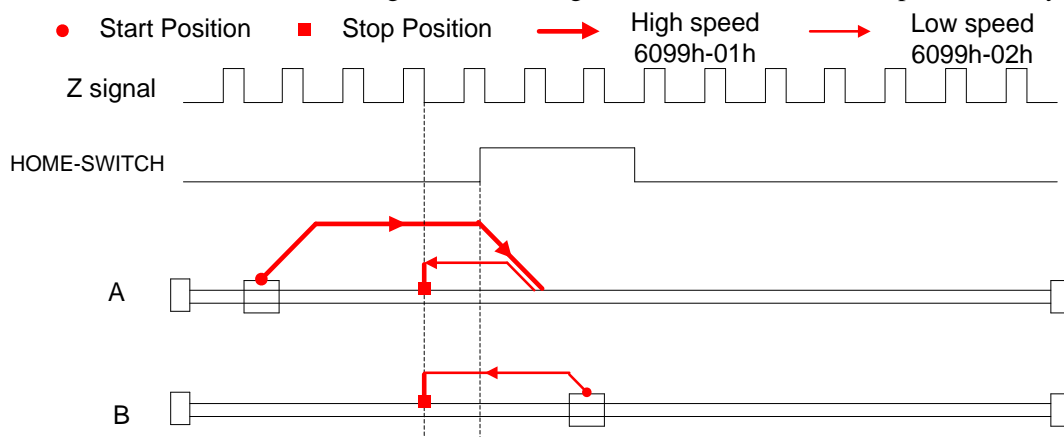 Start Position Stop Position High speed Low speed
6099h-01h 6099h-02h
Z signal
HOME-SWITCH
A
B